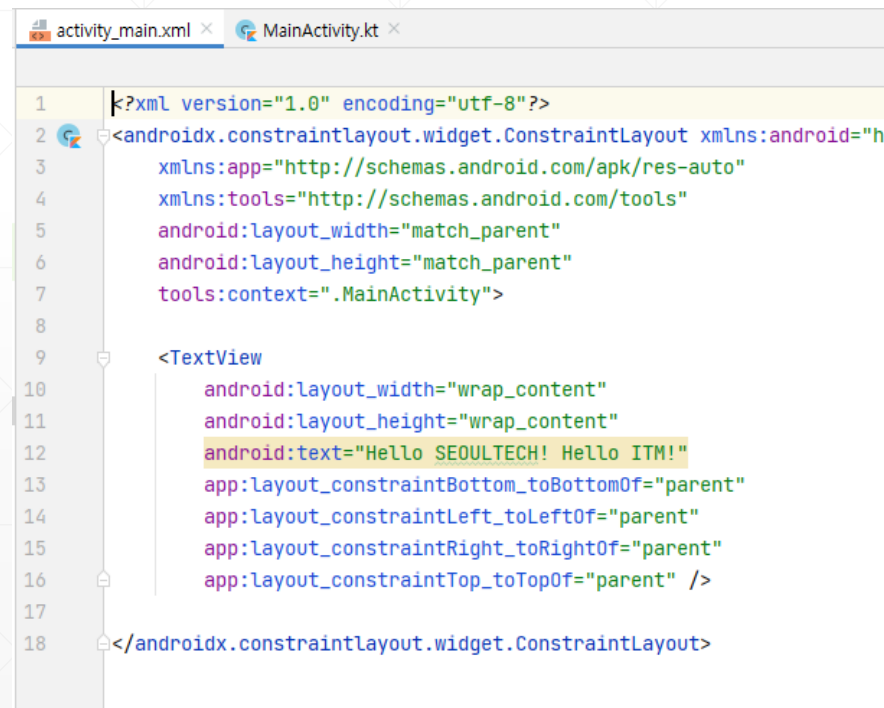 activity_main.xml MainActivity.kt
1 <?xml version="1.0" encoding="utf-8"?>
2 <androidx.constraintlayout.widget.ConstraintLayout xmlns:android="h
3 xmlns:app="http://schemas.android.com/apk/res-auto"
4 xmlns:tools="http://schemas.android.com/tools"
5 android:layout_width="match_parent"
6 android:layout_height="match_parent"
7 tools:context=".MainActivity">
8
9 <TextView
10 android:layout_width="wrap_content"
11 android:layout_height="wrap_content"
12 android:text="Hello SEOULTECH! Hello ITM!"
13 app:layout_constraintBottom_toBottomOf="parent"
14 app:layout_constraintLeft_toLeftOf="parent"
15 app:layout_constraintRight_toRightOf="parent"
16 app:layout_constraintTop_toTopOf="parent" />
17
18 </androidx.constraintlayout.widget.ConstraintLayout>